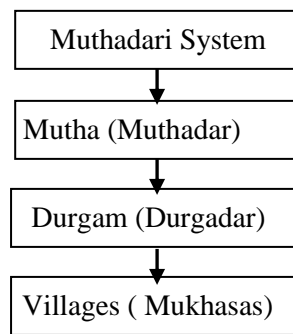 Muthadari System
Mutha (Muthadar)
Durgam (Durgadar)
Villages ( Mukhasas)